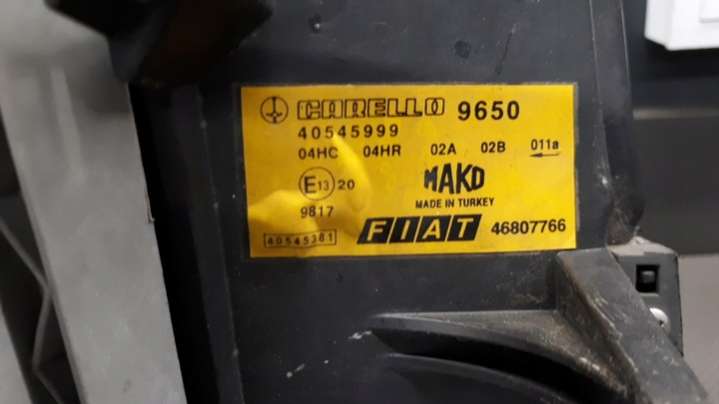 CARELLO 9650
40545999
04HC 04HR 02A 02B 011a
E13 20 MAKO
MADE IN TURKEY
9817
40545381 FIAT 46807766